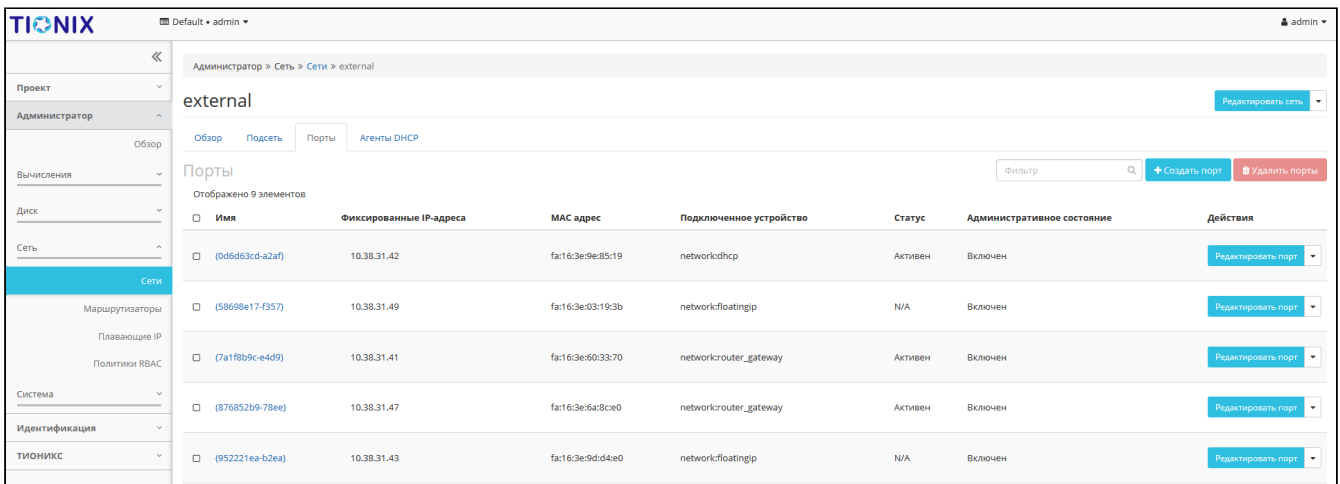 TIONIX
Default • admin
admin
Администратор » Сеть » Сети » external
Проект
Администратор
Обзор
Вычисления
Диск
Сеть
Сети
Маршрутизаторы
Плавающие IP
Политики RBAC
Система
Идентификация
ТИОНИКС
external
Редактировать сеть
Обзор Подсеть Порты Агенты DHCP
Порты
Фильтр
Создать порт
Удалить порты
Отображено 9 элементов
Имя Фиксированные IP-адреса MAC адрес Подключенное устройство Статус Административное состояние Действия
(0d6d63cd-a2af) 10.38.31.42 fa:16:3e:9e:85:19 network:dhcp Активен Включен Редактировать порт
(58698e17-f357) 10.38.31.49 fa:16:3e:03:19:3b network:floatingip N/A Включен Редактировать порт
(7a1f8b9c-e4d9) 10.38.31.41 fa:16:3e:60:33:70 network:router_gateway Активен Включен Редактировать порт
(876852b9-78ee) 10.38.31.47 fa:16:3e:6a:8c:e0 network:router_gateway Активен Включен Редактировать порт
(952221ea-b2ea) 10.38.31.43 fa:16:3e:9d:d4:e0 network:floatingip N/A Включен Редактировать порт